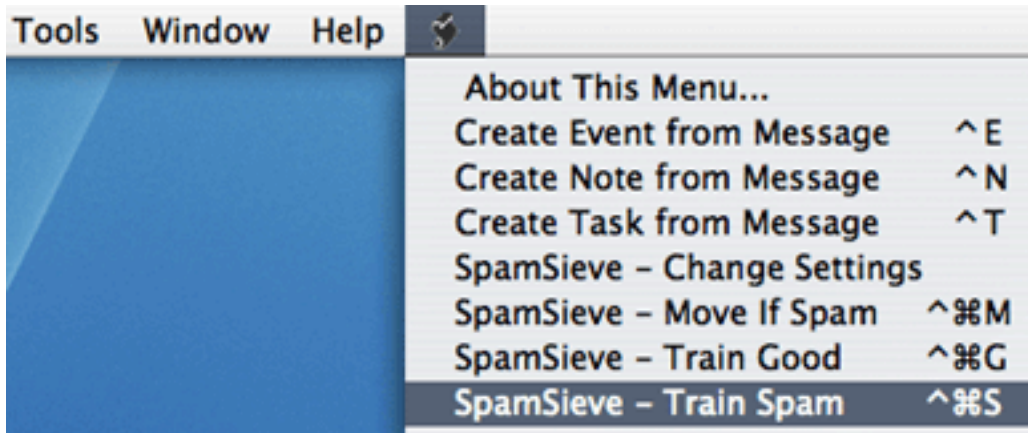 Tools Window Help
About This Menu...
Create Event from Message ^E
Create Note from Message ^N
Create Task from Message ^T
SpamSieve – Change Settings
SpamSieve – Move If Spam ^⌘M
SpamSieve – Train Good ^⌘G
SpamSieve – Train Spam ^⌘S